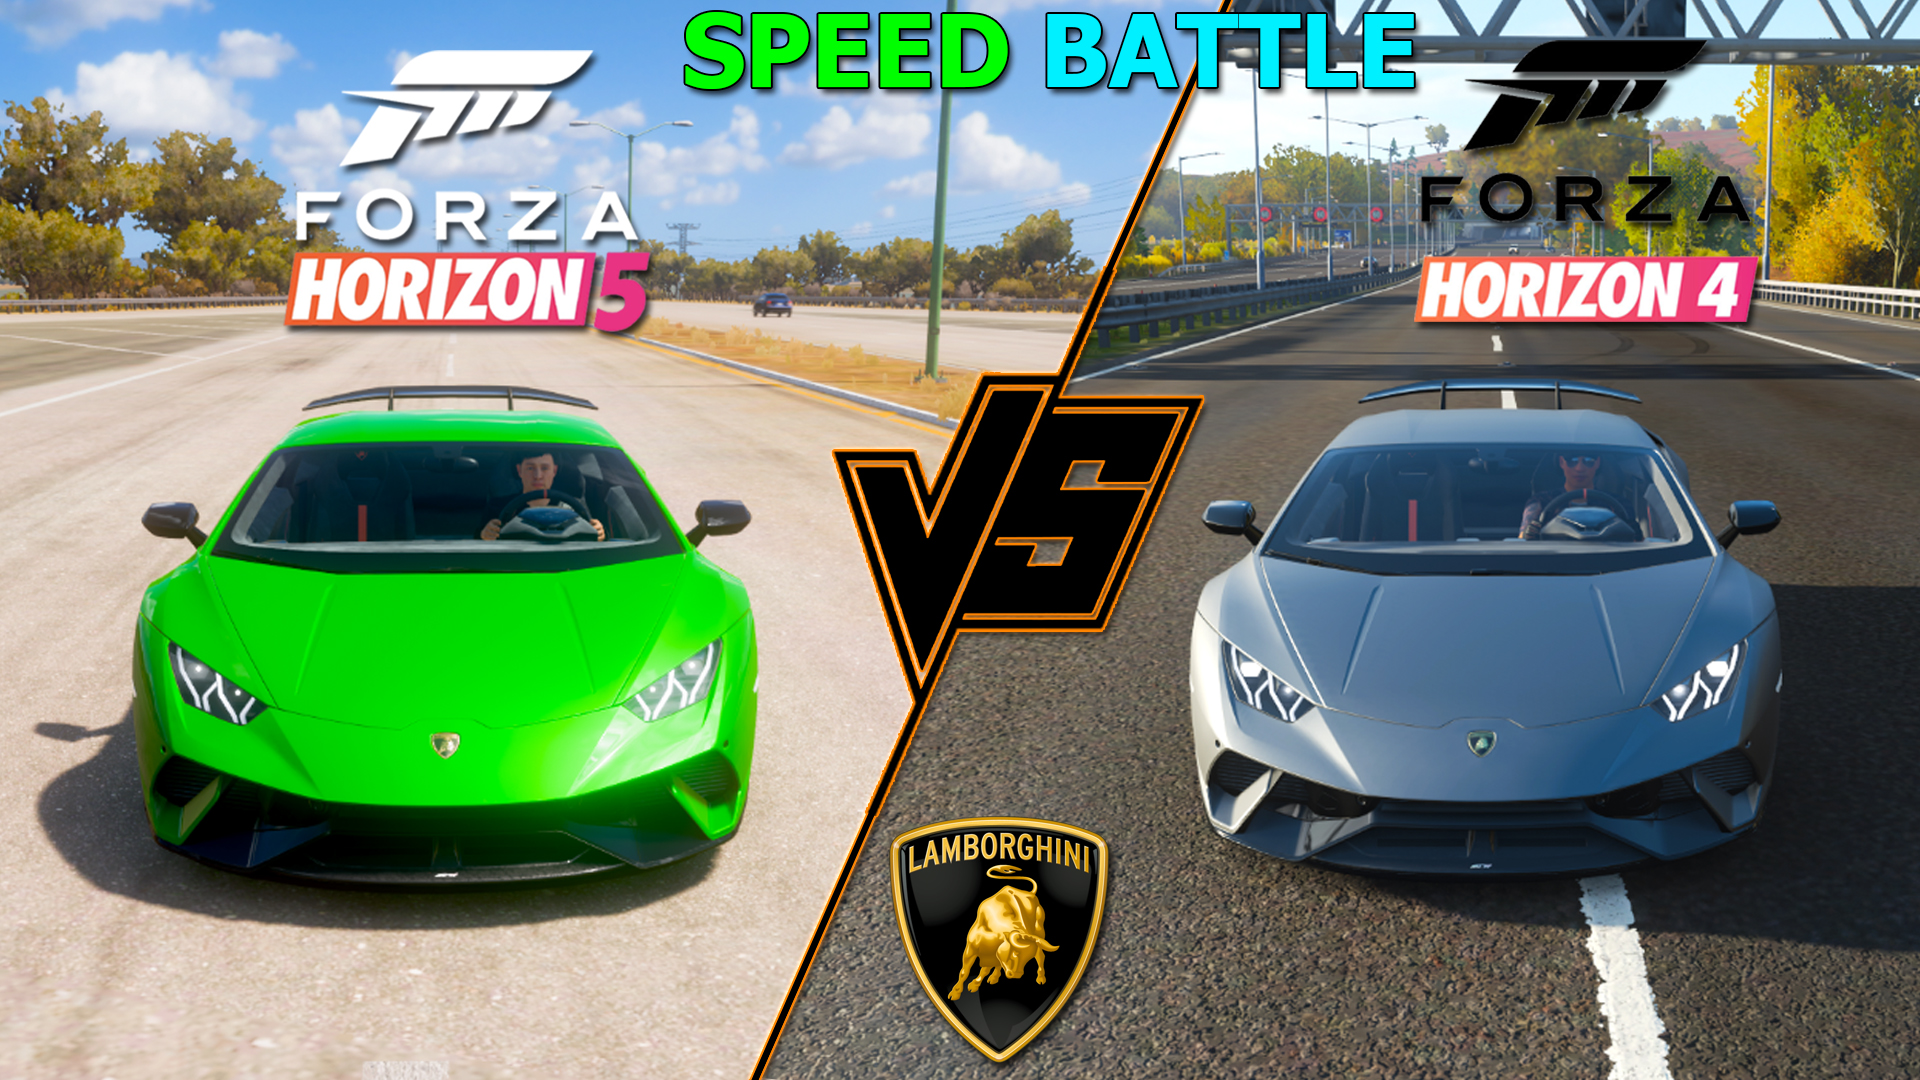 SPEED BATTLE
FORZA
HORIZON 5
FORZA
HORIZON 4
VS
LAMBORGHINI